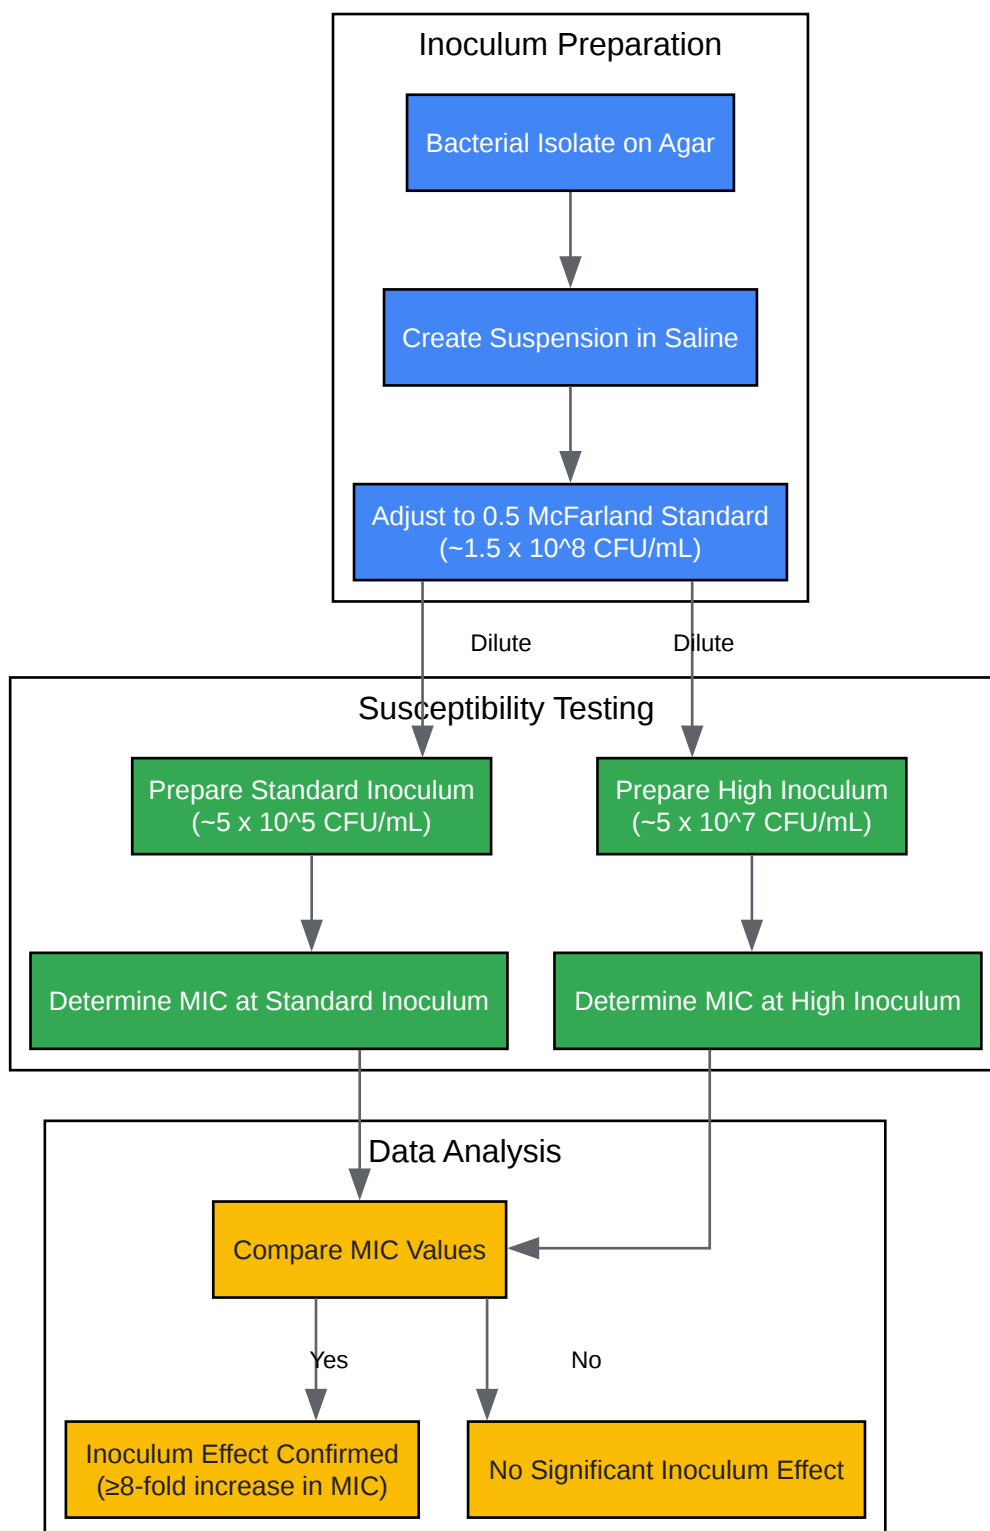 Inoculum Preparation
Bacterial Isolate on Agar
Create Suspension in Saline
Adjust to 0.5 McFarland Standard
(~1.5 x 10^8 CFU/mL)
Dilute
Dilute
Susceptibility Testing
Prepare Standard Inoculum
(~5 x 10^5 CFU/mL)
Prepare High Inoculum
(~5 x 10^7 CFU/mL)
Determine MIC at Standard Inoculum
Determine MIC at High Inoculum
Data Analysis
Compare MIC Values
Yes
No
Inoculum Effect Confirmed
(≥8-fold increase in MIC)
No Significant Inoculum Effect